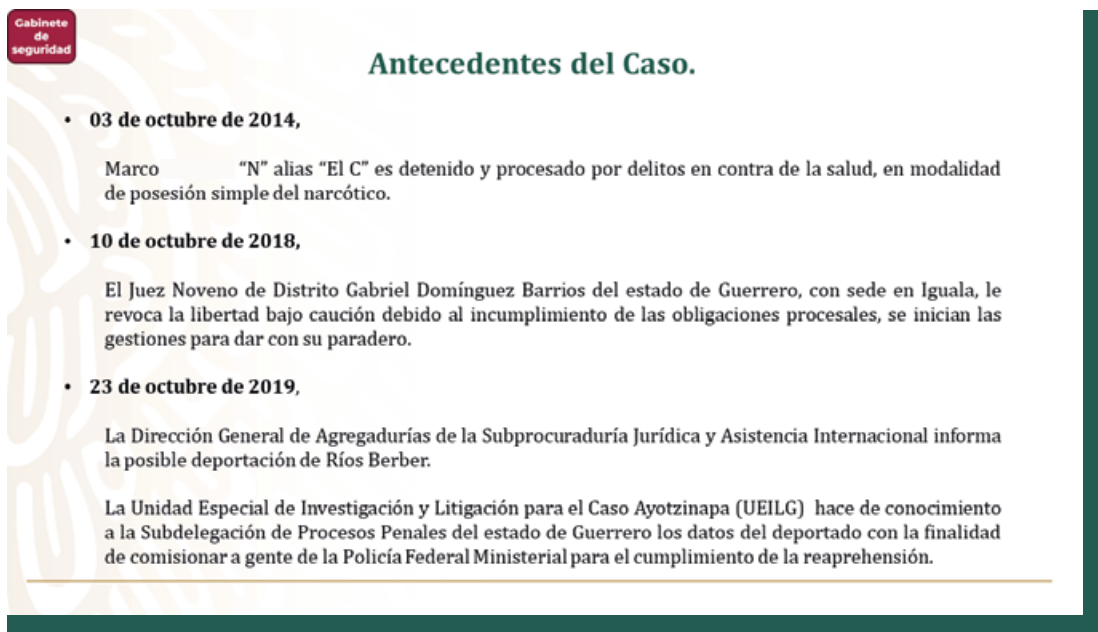 Gabinete
de
seguridad
Antecedentes del Caso.
• 03 de octubre de 2014,
Marco “N” alias “El C” es detenido y procesado por delitos en contra de la salud, en modalidad
de posesión simple del narcótico.
• 10 de octubre de 2018,
El Juez Noveno de Distrito Gabriel Domínguez Barrios del estado de Guerrero, con sede en Iguala, le
revoca la libertad bajo caución debido al incumplimiento de las obligaciones procesales, se inician las
gestiones para dar con su paradero.
• 23 de octubre de 2019,
La Dirección General de Agregadurías de la Subprocuraduría Jurídica y Asistencia Internacional informa
la posible deportación de Ríos Berber.
La Unidad Especial de Investigación y Litigación para el Caso Ayotzinapa (UEILG) hace de conocimiento
a la Subdelegación de Procesos Penales del estado de Guerrero los datos del deportado con la finalidad
de comisionar a gente de la Policía Federal Ministerial para el cumplimiento de la reaprehensión.